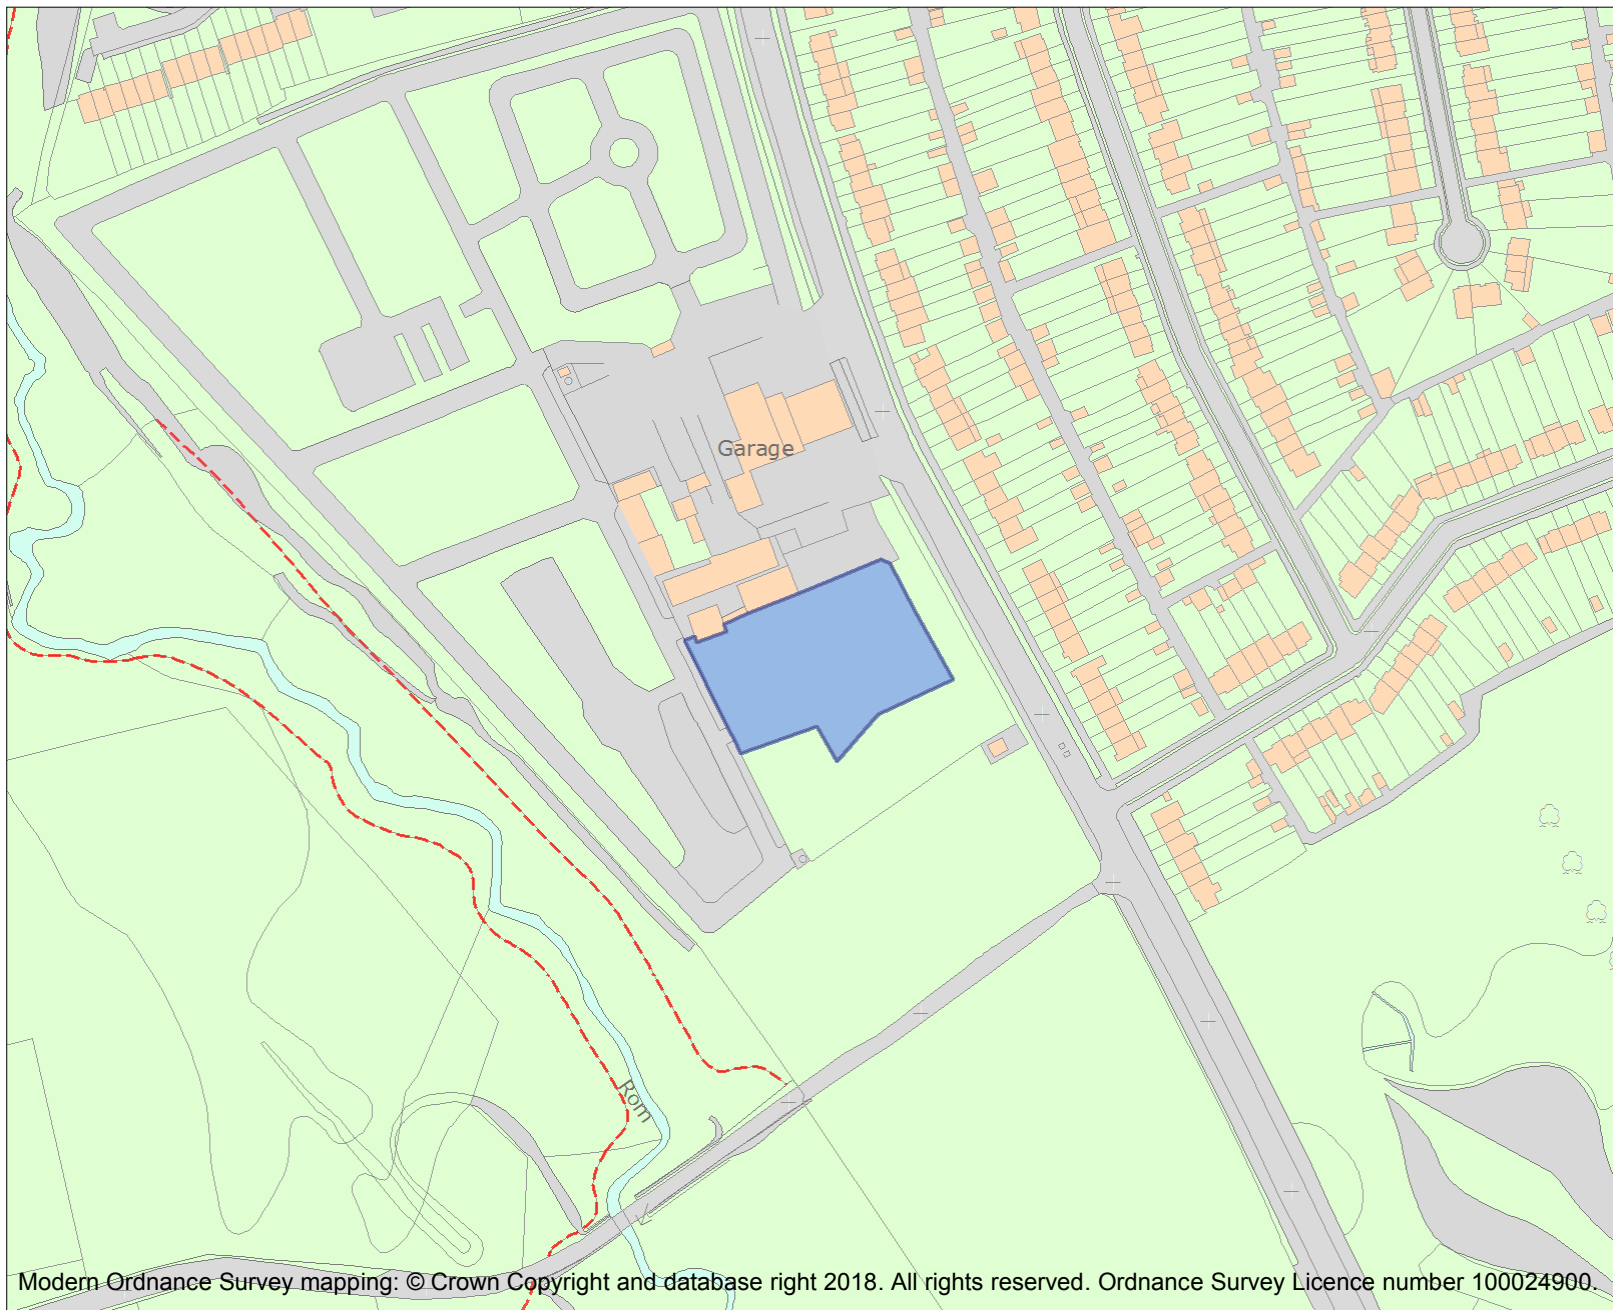 Garage
Rom
Modern Ordnance Survey mapping: © Crown Copyright and database right 2018. All rights reserved. Ordnance Survey Licence number 100024900.